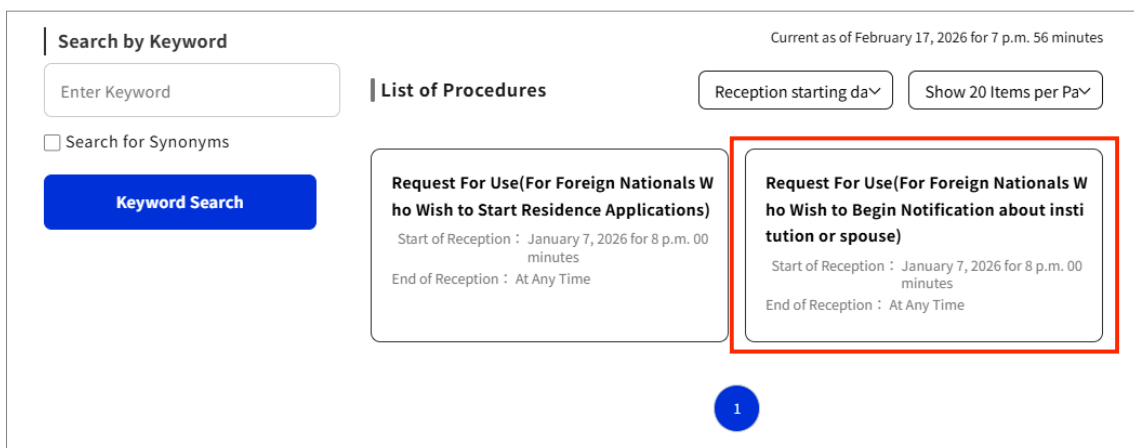 Search by Keyword
Enter Keyword
Search for Synonyms
Keyword Search
Current as of February 17, 2026 for 7 p.m. 56 minutes
List of Procedures
Reception starting da
Show 20 Items per Pa
Request For Use(For Foreign Nationals W
ho Wish to Start Residence Applications)
Start of Reception： January 7, 2026 for 8 p.m. 00
minutes
End of Reception： At Any Time
Request For Use(For Foreign Nationals W
ho Wish to Begin Notification about insti
tution or spouse)
Start of Reception： January 7, 2026 for 8 p.m. 00
minutes
End of Reception： At Any Time
1